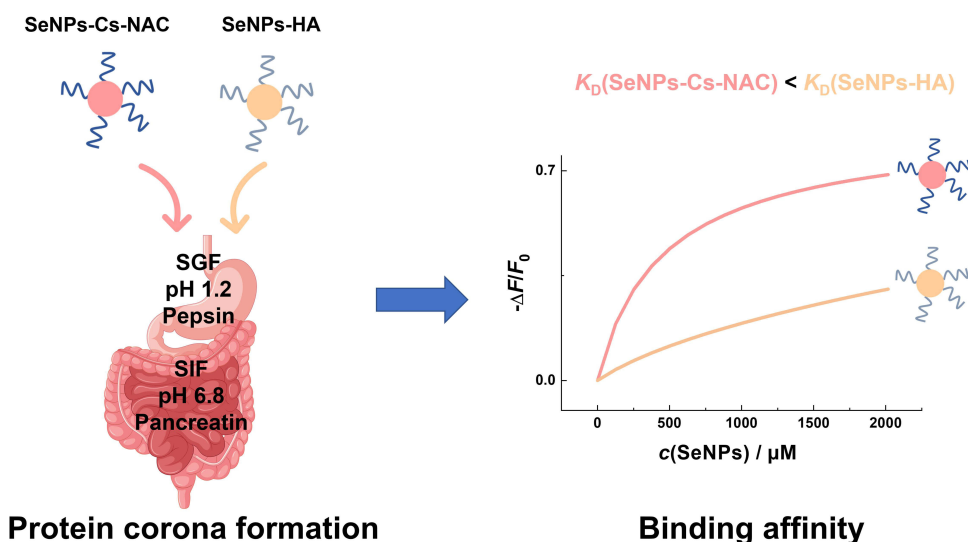 SeNPs-Cs-NAC
SeNPs-HA
SGF
pH 1.2
Pepsin
SIF
pH 6.8
Pancreatin
Protein corona formation
K_D(SeNPs-Cs-NAC) < K_D(SeNPs-HA)
0.7
-ΔF/F₀
0.0
0 500 1000 1500 2000
c(SeNPs) / μM
Binding affinity